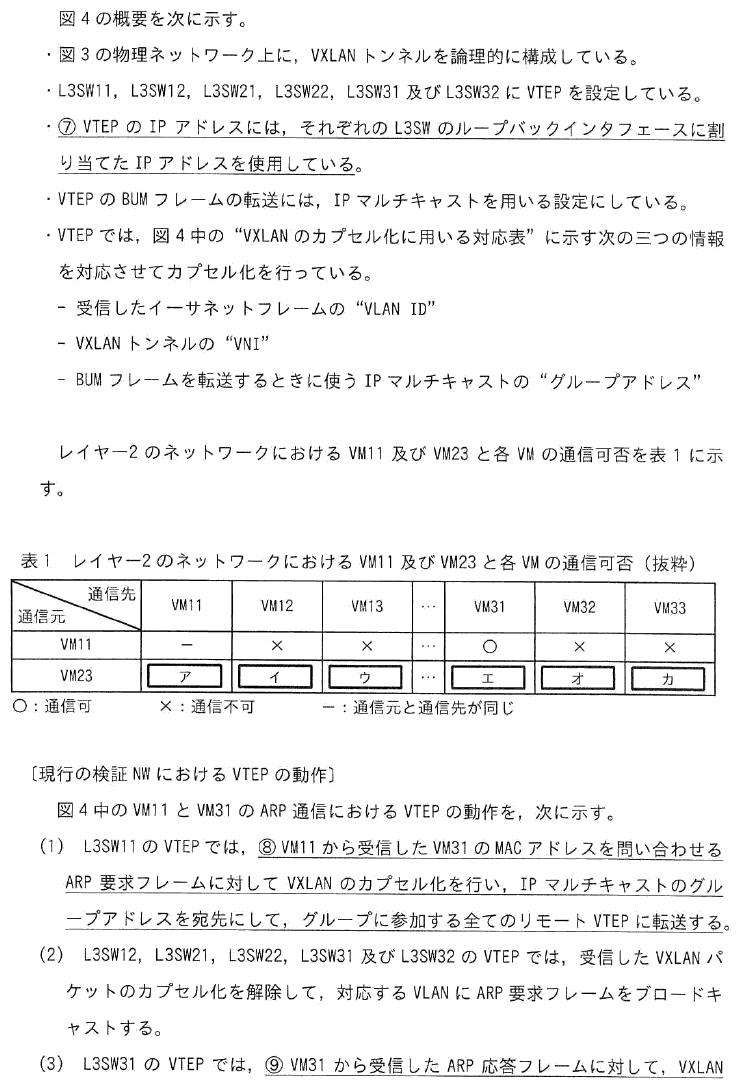 図4の概要を次に示す。
・図3の物理ネットワーク上に，VXLANトンネルを論理的に構成している。
・L3SW11，L3SW12，L3SW21，L3SW22，L3SW31及びL3SW32にVTEPを設定している。
・⑦VTEPのIPアドレスには，それぞれのL3SWのループバックインタフェースに割
り当てたIPアドレスを使用している。
・VTEPのBUMフレームの転送には，IPマルチキャストを用いる設定にしている。
・VTEPでは，図4中の“VXLANのカプセル化に用いる対応表”に示す次の三つの情報
を対応させてカプセル化を行っている。
− 受信したイーサネットフレームの“VLAN ID”
− VXLANトンネルの“VNI”
− BUMフレームを転送するときに使うIPマルチキャストの“グループアドレス”
レイヤー2のネットワークにおけるVM11及びVM23と各VMの通信可否を表1に示
す。
表1 レイヤー2のネットワークにおけるVM11及びVM23と各VMの通信可否（抜粋）
通信元 通信先 VM11 VM12 VM13 … VM31 VM32 VM33
VM11 − × × … ○ × ×
VM23 ア イ ウ … エ オ カ
○：通信可 ×：通信不可 −：通信元と通信先が同じ
〔現行の検証NWにおけるVTEPの動作〕
図4中のVM11とVM31のARP通信におけるVTEPの動作を，次に示す。
(1) L3SW11のVTEPでは，⑧VM11から受信したVM31のMACアドレスを問い合わせる
ARP要求フレームに対してVXLANのカプセル化を行い，IPマルチキャストのグル
ープアドレスを宛先にして，グループに参加する全てのリモートVTEPに転送する。
(2) L3SW12，L3SW21，L3SW22，L3SW31及びL3SW32のVTEPでは，受信したVXLANパ
ケットのカプセル化を解除して，対応するVLANにARP要求フレームをブロードキ
ャストする。
(3) L3SW31のVTEPでは，⑨VM31から受信したARP応答フレームに対して，VXLAN